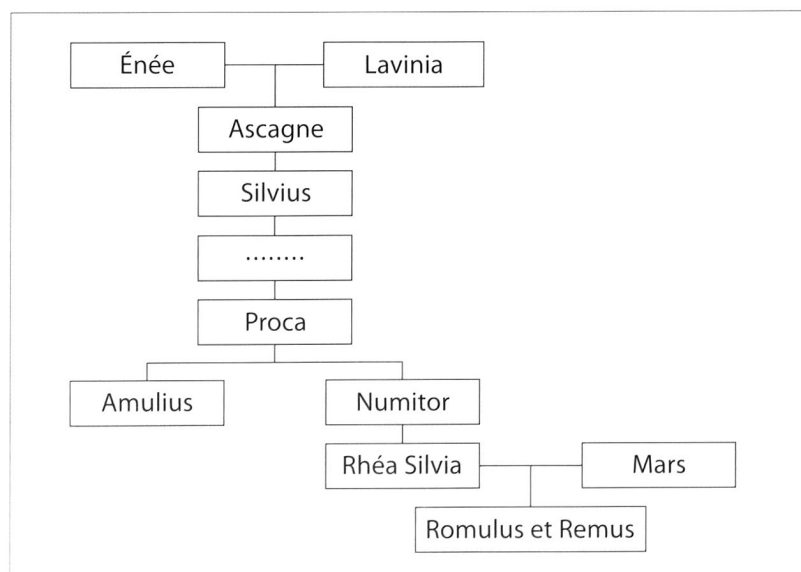 Énée
Lavinia
Ascagne
Silvius
........
Proca
Amulius
Numitor
Rhéa Silvia
Mars
Romulus et Remus